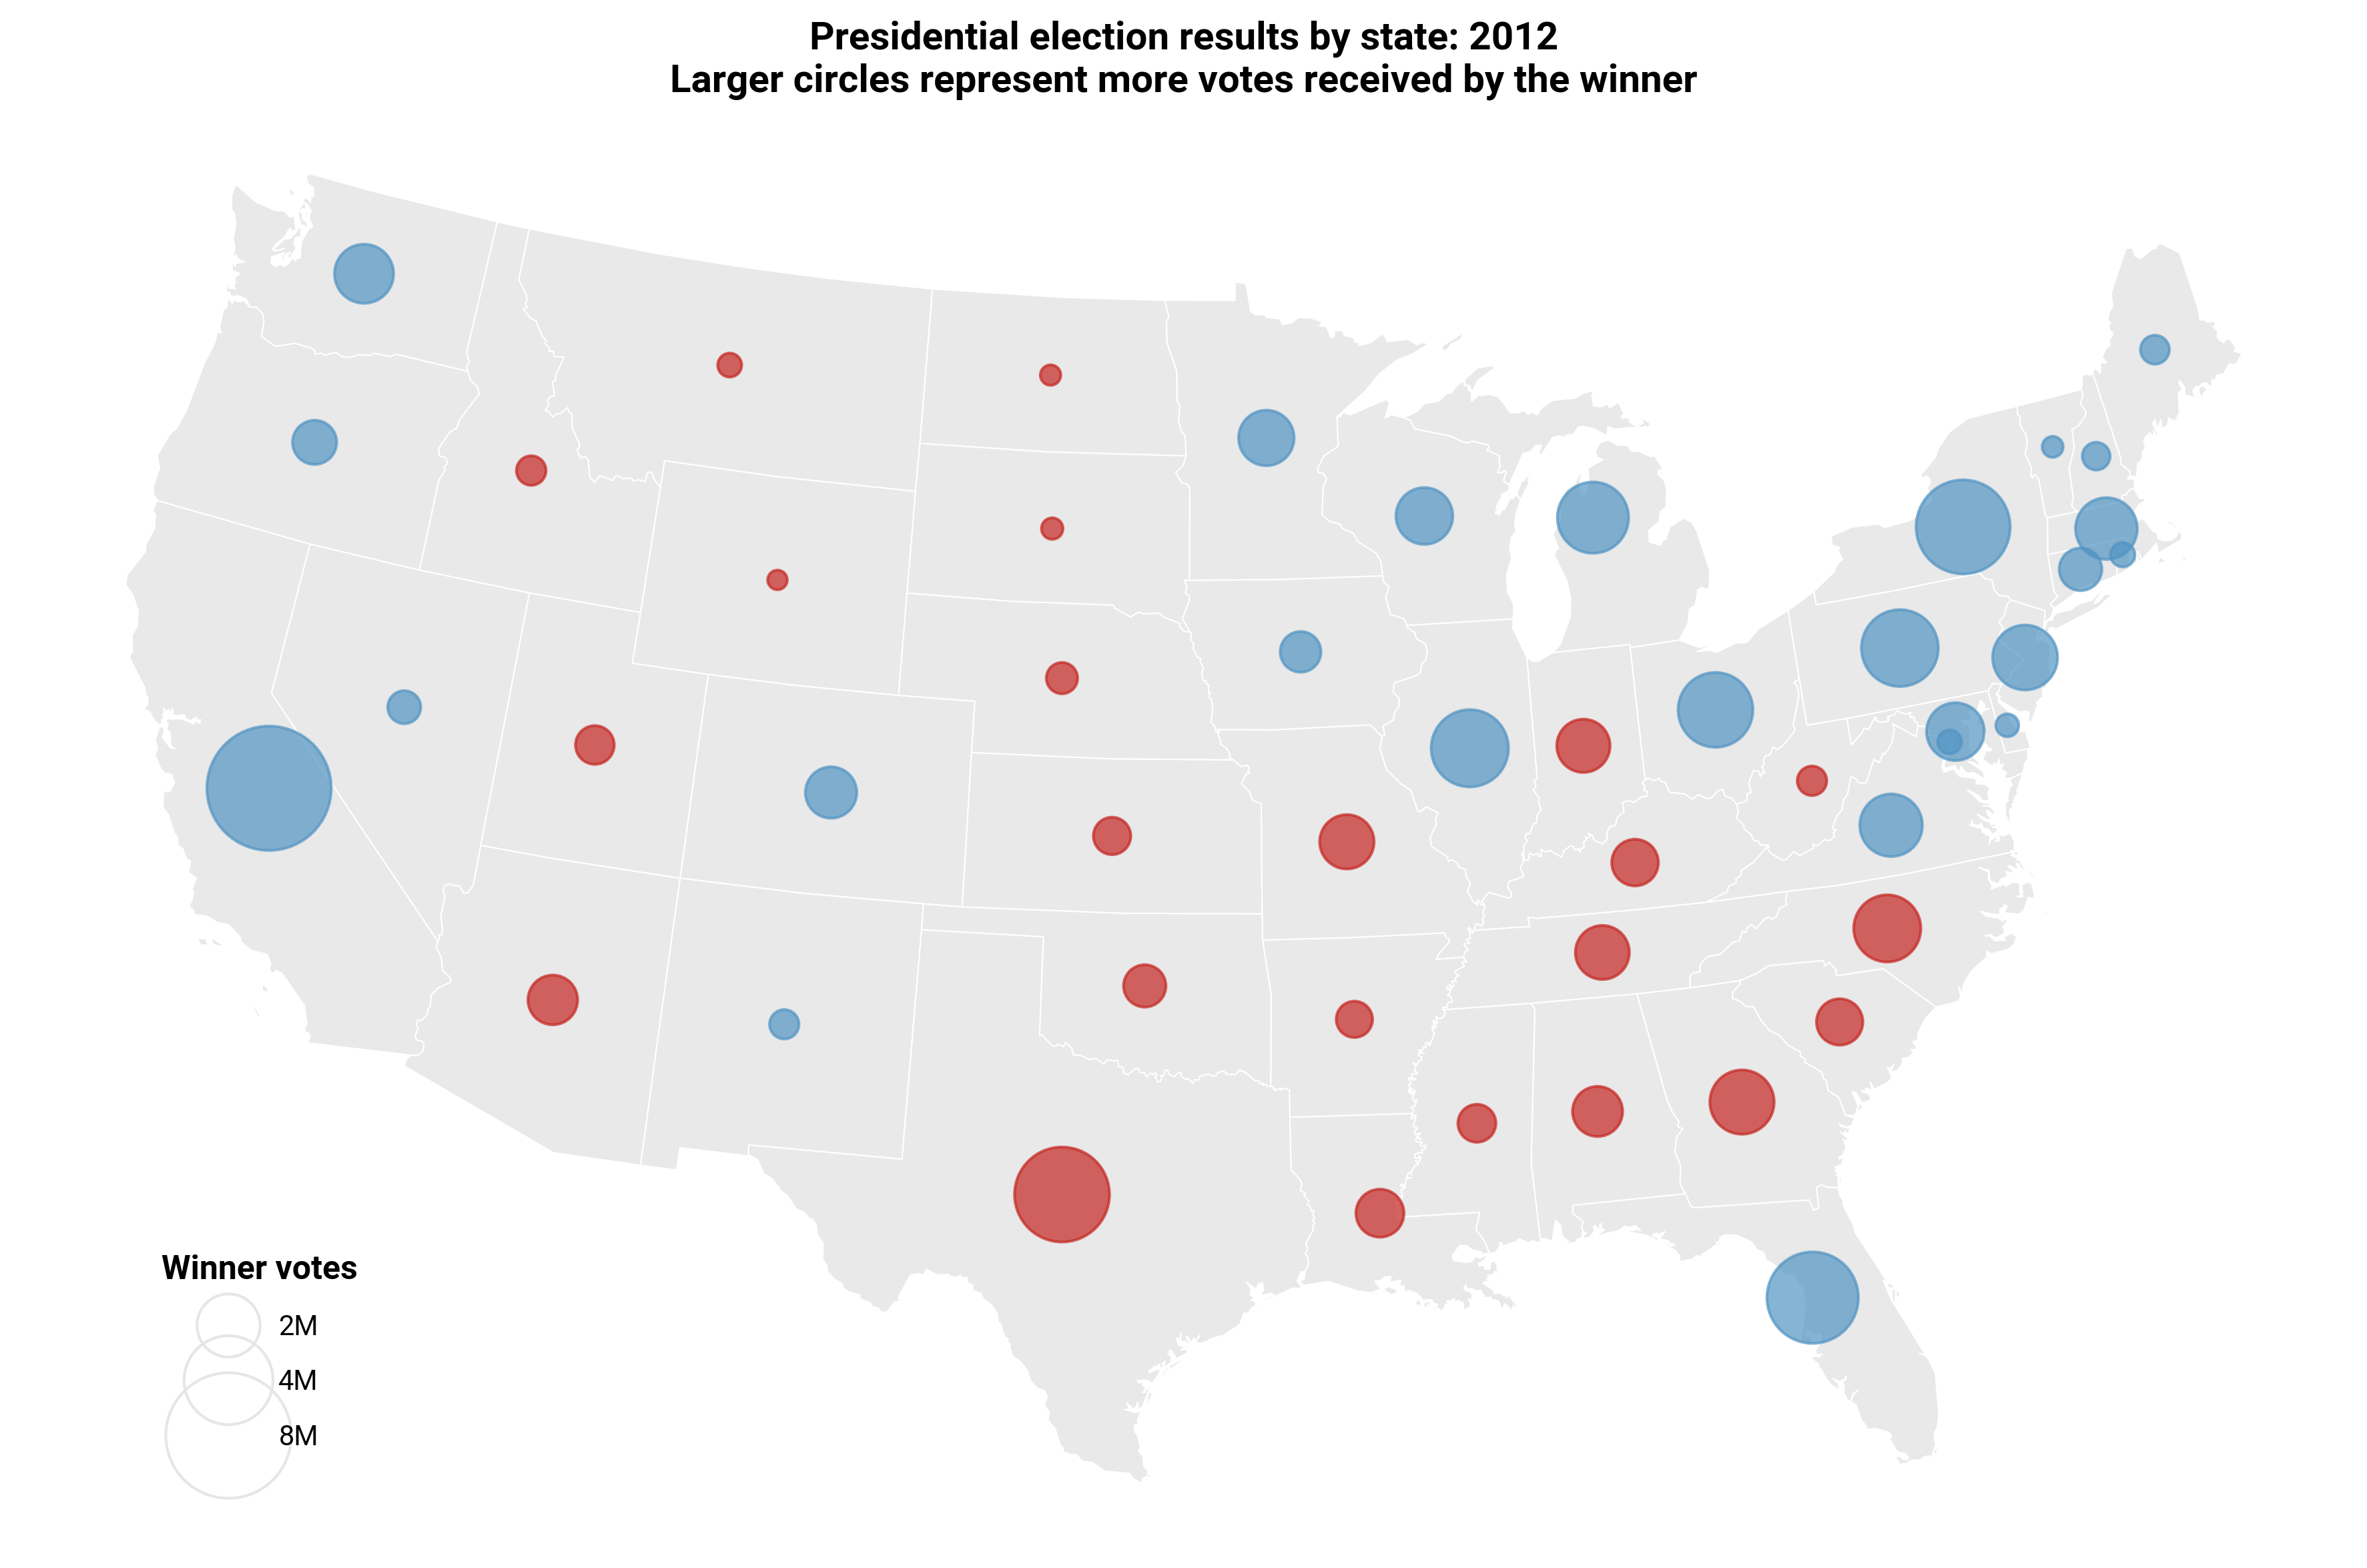 Presidential election results by state: 2012
Larger circles represent more votes received by the winner
Winner votes
2M
4M
8M